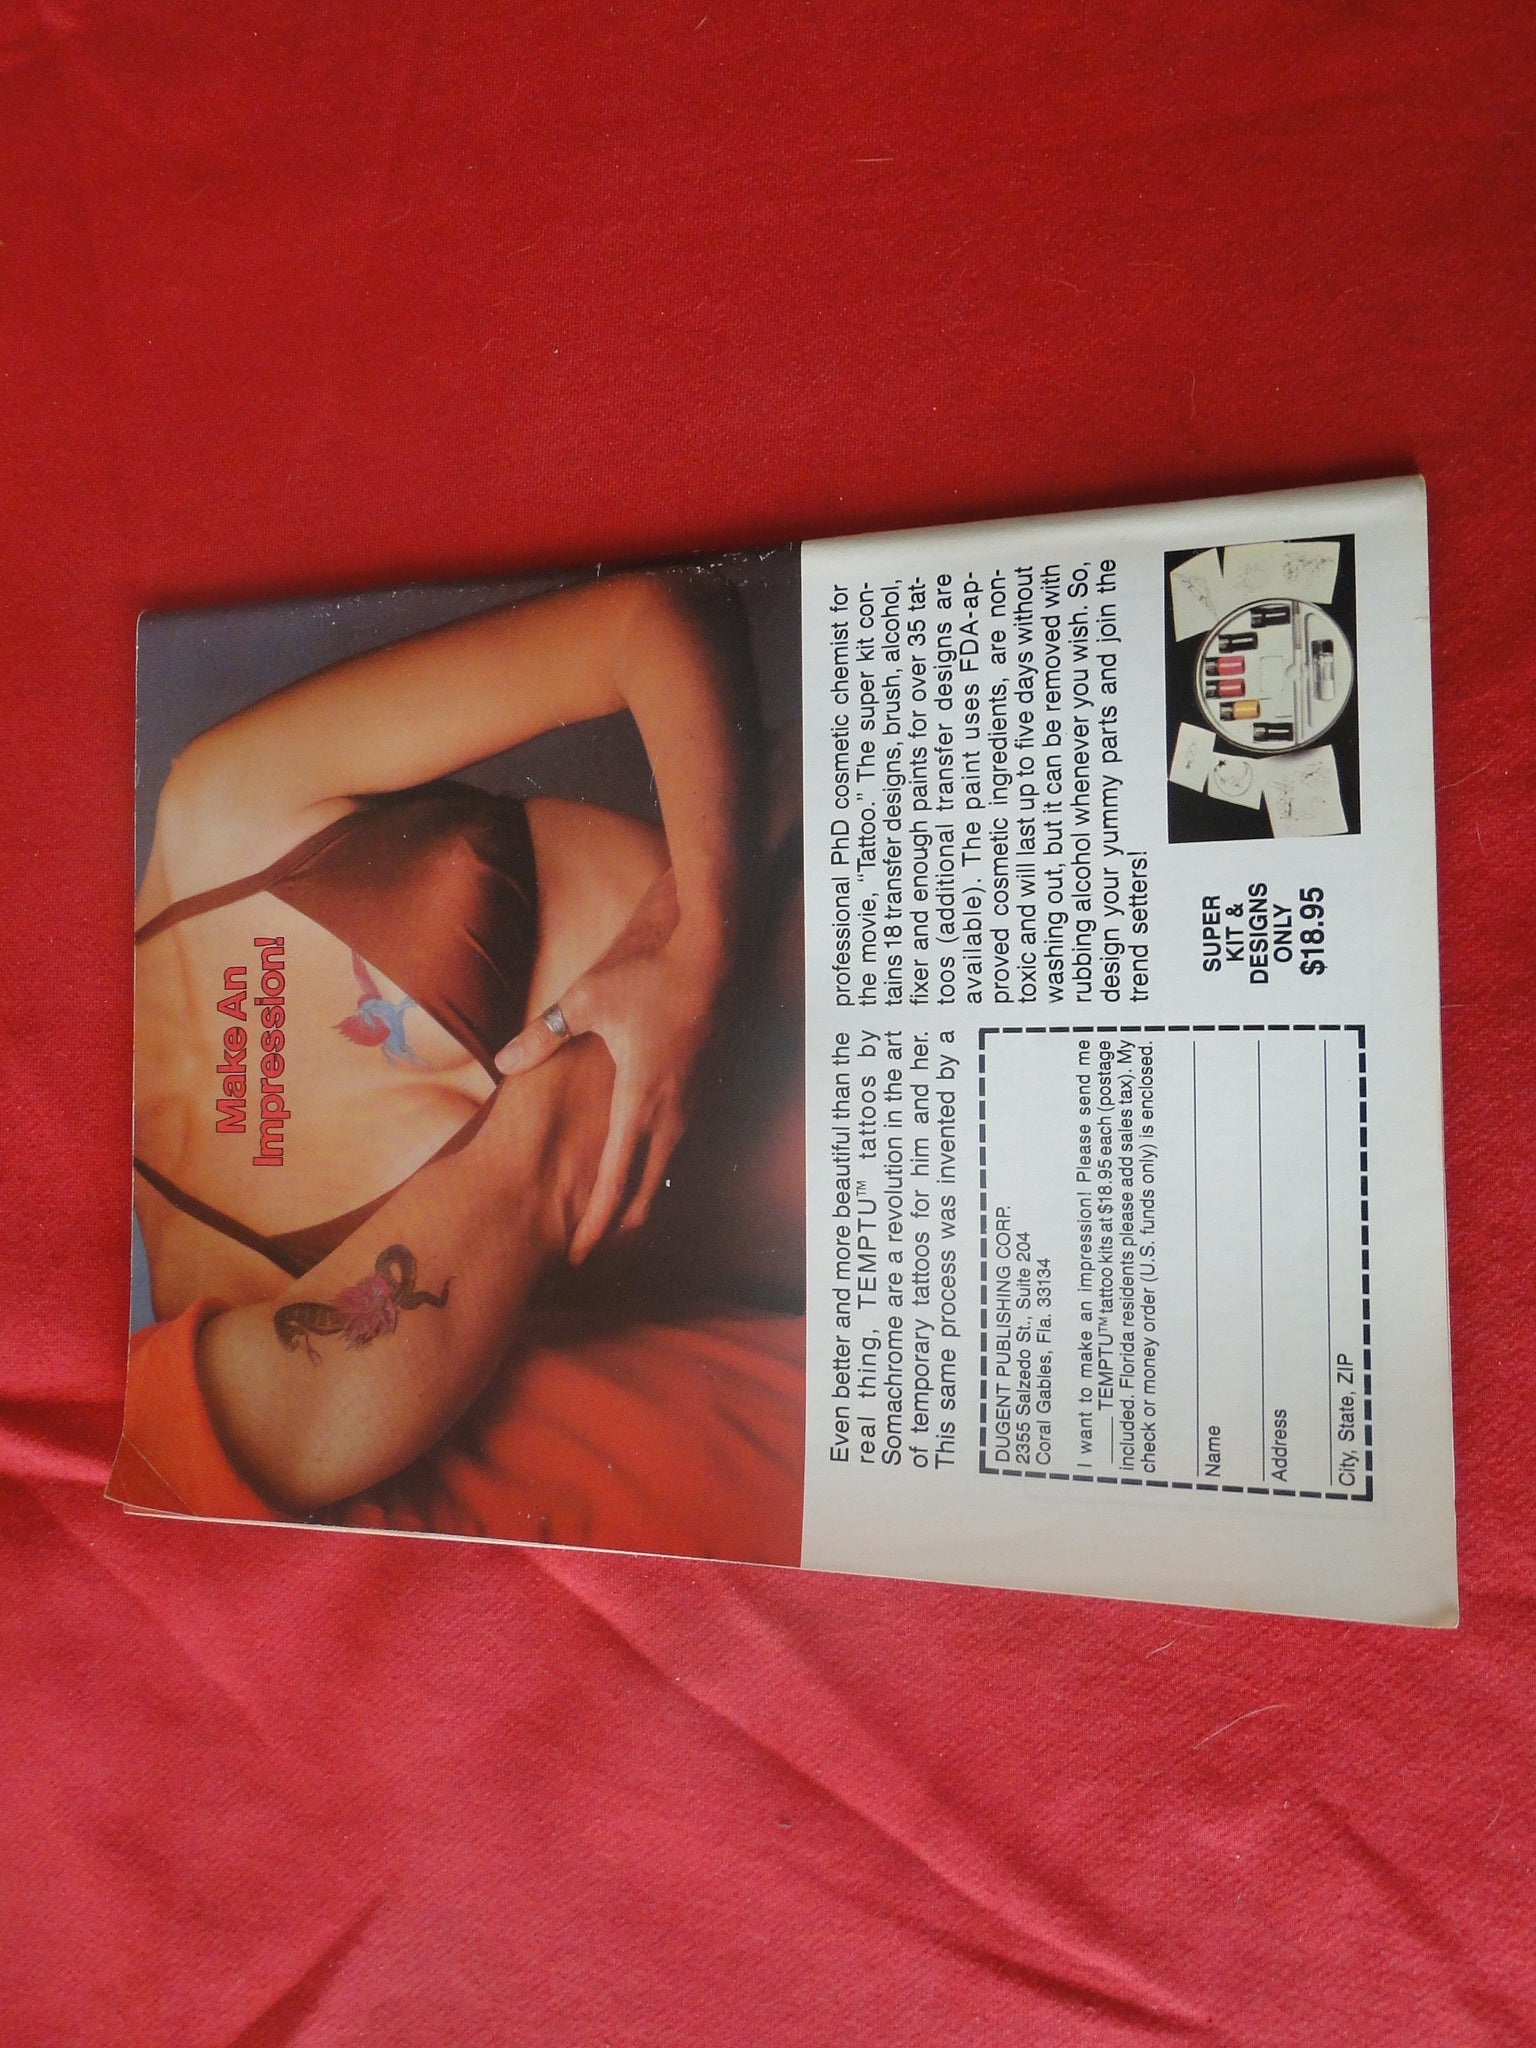 Make An
Impression!
Even better and more beautiful than the
real thing, TEMPTU™ tattoos by
Somachrome are a revolution in the art
of temporary tattoos for him and her.
This same process was invented by a
professional PhD cosmetic chemist for
the movie, “Tattoo.” The super kit con-
tains 18 transfer designs, brush, alcohol,
fixer and enough paints for over 35 tat-
toos (additional transfer designs are
available). The paint uses FDA-ap-
proved cosmetic ingredients, are non-
toxic and will last up to five days without
washing out, but it can be removed with
rubbing alcohol whenever you wish. So,
design your yummy parts and join the
trend setters!
DUGENT PUBLISHING CORP.
2355 Salzedo St., Suite 204
Coral Gables, Fla. 33134
I want to make an impression! Please send me
____ TEMPTU™ tattoo kits at $18.95 each (postage
included. Florida residents please add sales tax). My
check or money order (U.S. funds only) is enclosed.
Name
Address
City, State, ZIP
SUPER
KIT &
DESIGNS
ONLY
$18.95